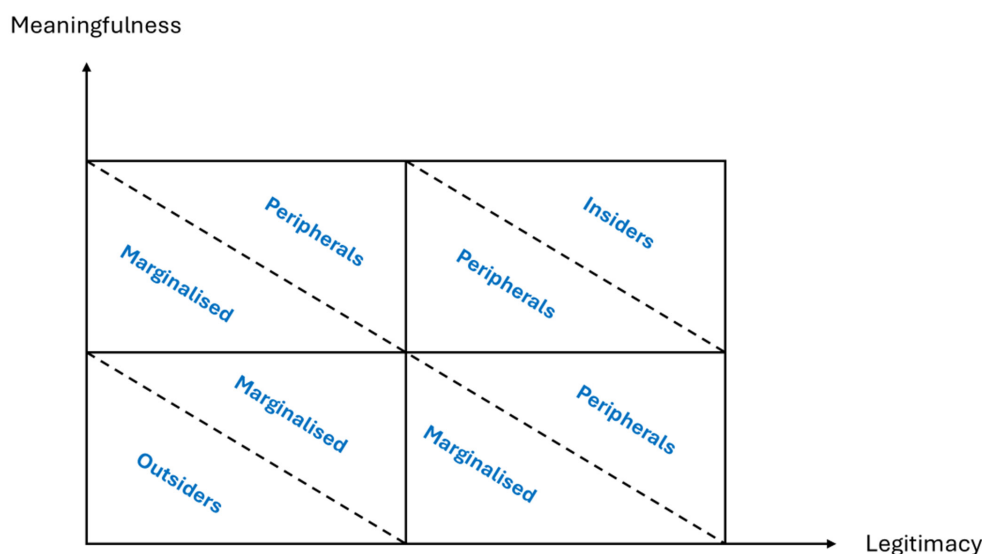 Meaningfulness
Peripherals
Insiders
Marginalised
Peripherals
Marginalised
Peripherals
Outsiders
Marginalised
Legitimacy